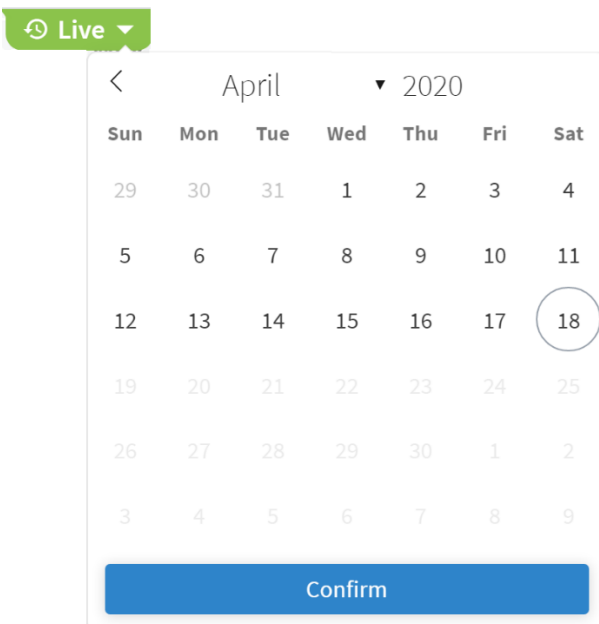 Live
April 2020
Sun Mon Tue Wed Thu Fri Sat
29 30 31 1 2 3 4
5 6 7 8 9 10 11
12 13 14 15 16 17 18
19 20 21 22 23 24 25
26 27 28 29 30 1 2
3 4 5 6 7 8 9
Confirm